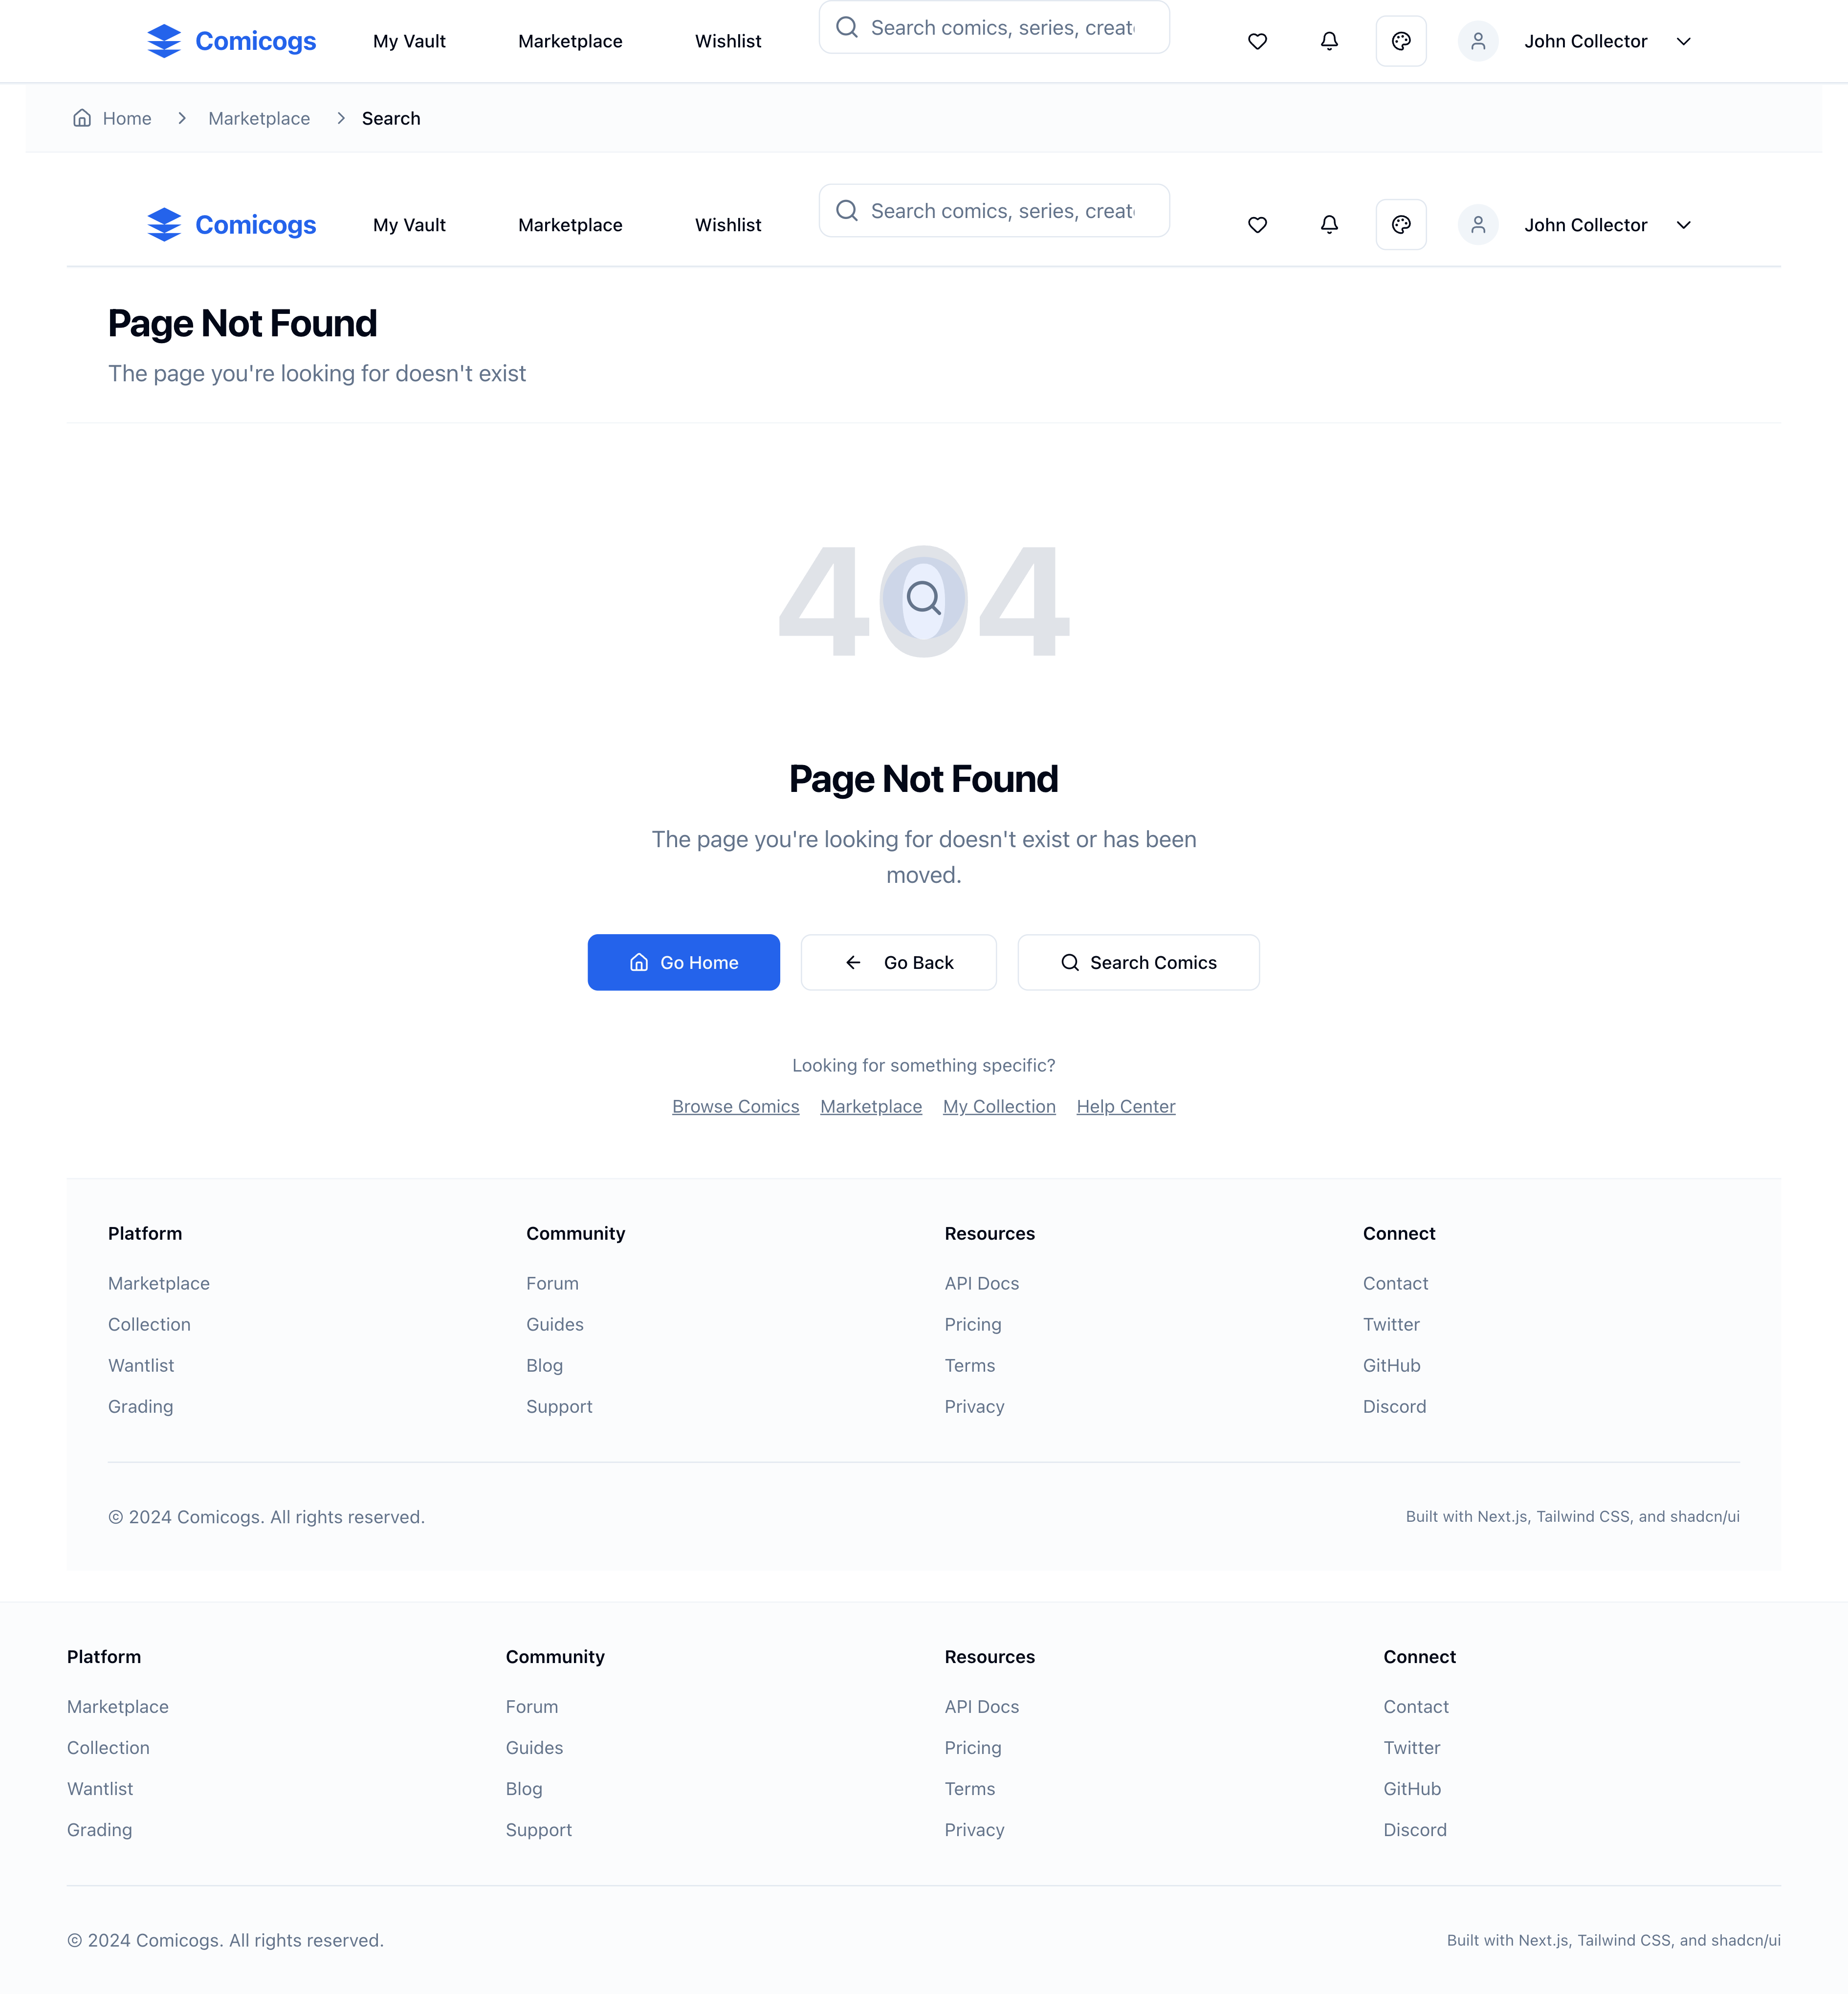 Comicogs My Vault Marketplace Wishlist Search comics, series, creat John Collector
Home Marketplace Search
Comicogs My Vault Marketplace Wishlist Search comics, series, creat John Collector
Page Not Found
The page you're looking for doesn't exist
404
Page Not Found
The page you're looking for doesn't exist or has been
moved.
Go Home Go Back Search Comics
Looking for something specific?
Browse Comics Marketplace My Collection Help Center
Platform Community Resources Connect
Marketplace Forum API Docs Contact
Collection Guides Pricing Twitter
Wantlist Blog Terms GitHub
Grading Support Privacy Discord
© 2024 Comicogs. All rights reserved. Built with Next.js, Tailwind CSS, and shadcn/ui
Platform Community Resources Connect
Marketplace Forum API Docs Contact
Collection Guides Pricing Twitter
Wantlist Blog Terms GitHub
Grading Support Privacy Discord
© 2024 Comicogs. All rights reserved. Built with Next.js, Tailwind CSS, and shadcn/ui